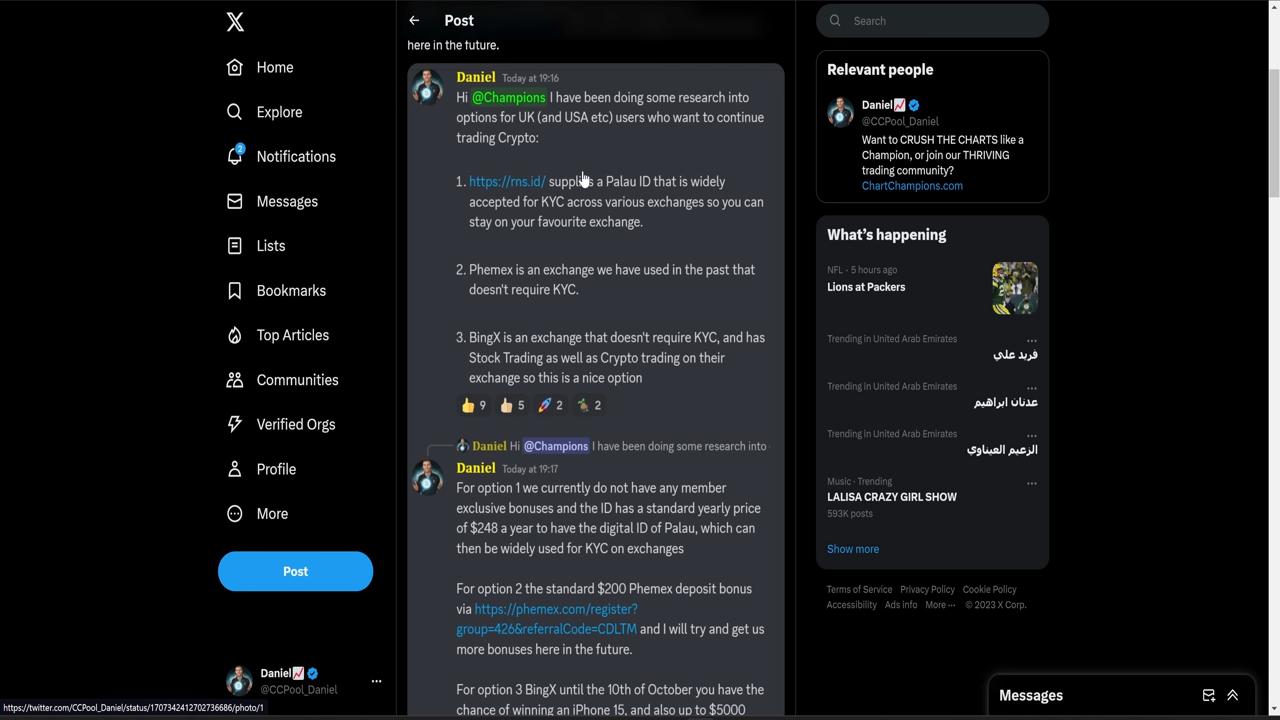 Home
Explore
2
Notifications
Messages
Lists
Bookmarks
Top Articles
Communities
Verified Orgs
Profile
More
Post
Daniel
@CCPool_Daniel
https://twitter.com/CCPool_Daniel/status/1707342412702736686/photo/1
Post
here in the future.
Daniel Today at 19:16
Hi @Champions I have been doing some research into
options for UK (and USA etc) users who want to continue
trading Crypto:
1. https://rns.id/ supplies a Palau ID that is widely
accepted for KYC across various exchanges so you can
stay on your favourite exchange.
2. Phemex is an exchange we have used in the past that
doesn't require KYC.
3. BingX is an exchange that doesn't require KYC, and has
Stock Trading as well as Crypto trading on their
exchange so this is a nice option
9 5 2 2
Daniel Hi @Champions I have been doing some research into
Daniel Today at 19:17
For option 1 we currently do not have any member
exclusive bonuses and the ID has a standard yearly price
of $248 a year to have the digital ID of Palau, which can
then be widely used for KYC on exchanges
For option 2 the standard $200 Phemex deposit bonus
via https://phemex.com/register?
group=426&referralCode=CDLTM and I will try and get us
more bonuses here in the future.
For option 3 BingX until the 10th of October you have the
chance of winning an iPhone 15, and also up to $5000
Search
Relevant people
Daniel
@CCPool_Daniel
Want to CRUSH THE CHARTS like a
Champion, or join our THRIVING
trading community?
ChartChampions.com
What's happening
NFL · 5 hours ago
Lions at Packers
Trending in United Arab Emirates
فريد علي
Trending in United Arab Emirates
عدنان ابراهيم
Trending in United Arab Emirates
الزعيم العيناوي
Music · Trending
LALISA CRAZY GIRL SHOW
593K posts
Show more
Terms of Service Privacy Policy Cookie Policy
Accessibility Ads info More ··· © 2023 X Corp.
Messages